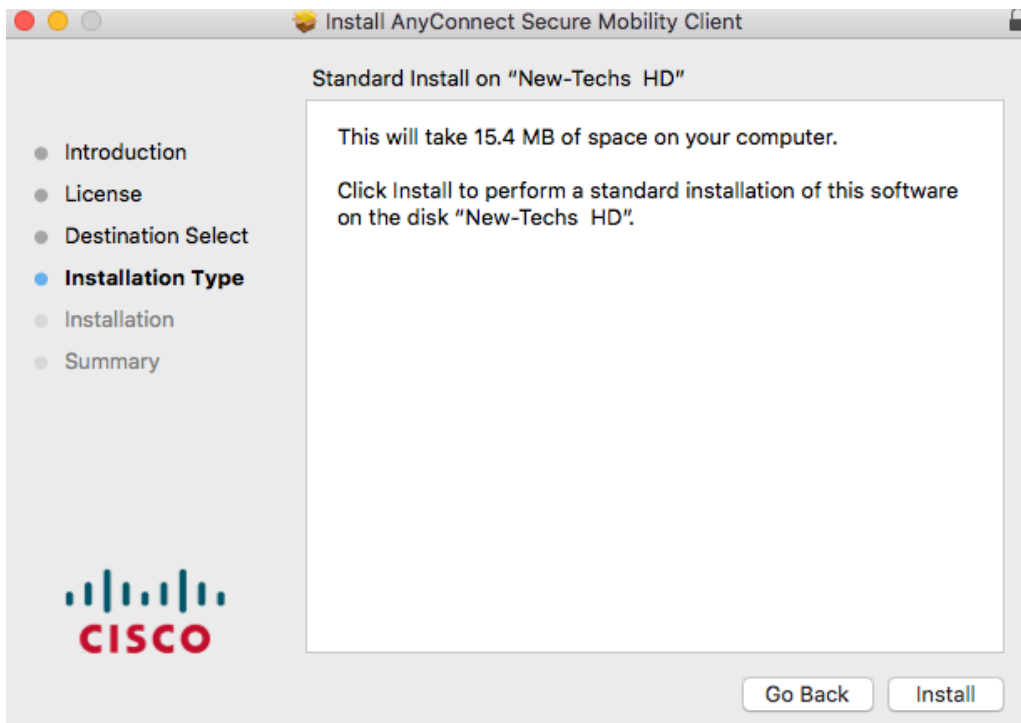 Install AnyConnect Secure Mobility Client
Standard Install on “New-Techs  HD”
Introduction
License
Destination Select
Installation Type
Installation
Summary
This will take 15.4 MB of space on your computer.
Click Install to perform a standard installation of this software
on the disk “New-Techs  HD”.
CISCO
Go Back
Install